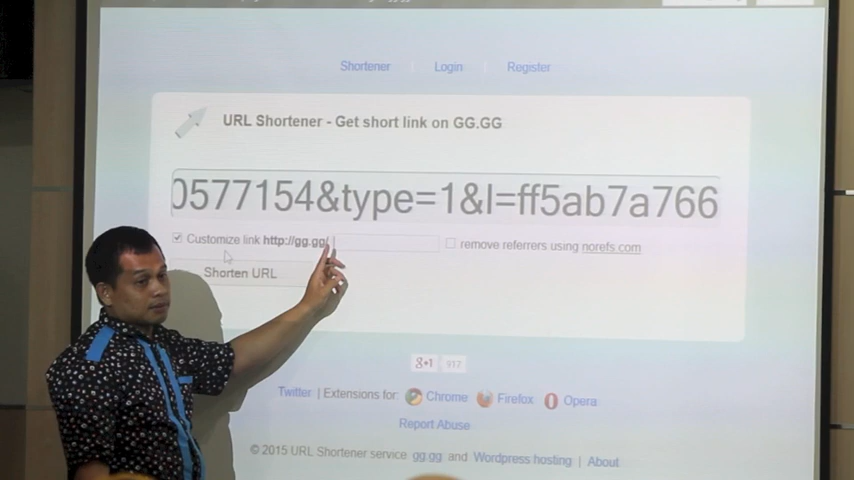 Shortener | Login | Register
URL Shortener - Get short link on GG.GG
0577154&type=1&l=ff5ab7a766
Customize link http://gg.gg/ remove referrers using norefs.com
Shorten URL
g+1 917
Twitter | Extensions for: Chrome Firefox Opera
Report Abuse
© 2015 URL Shortener service gg.gg and Wordpress hosting | About